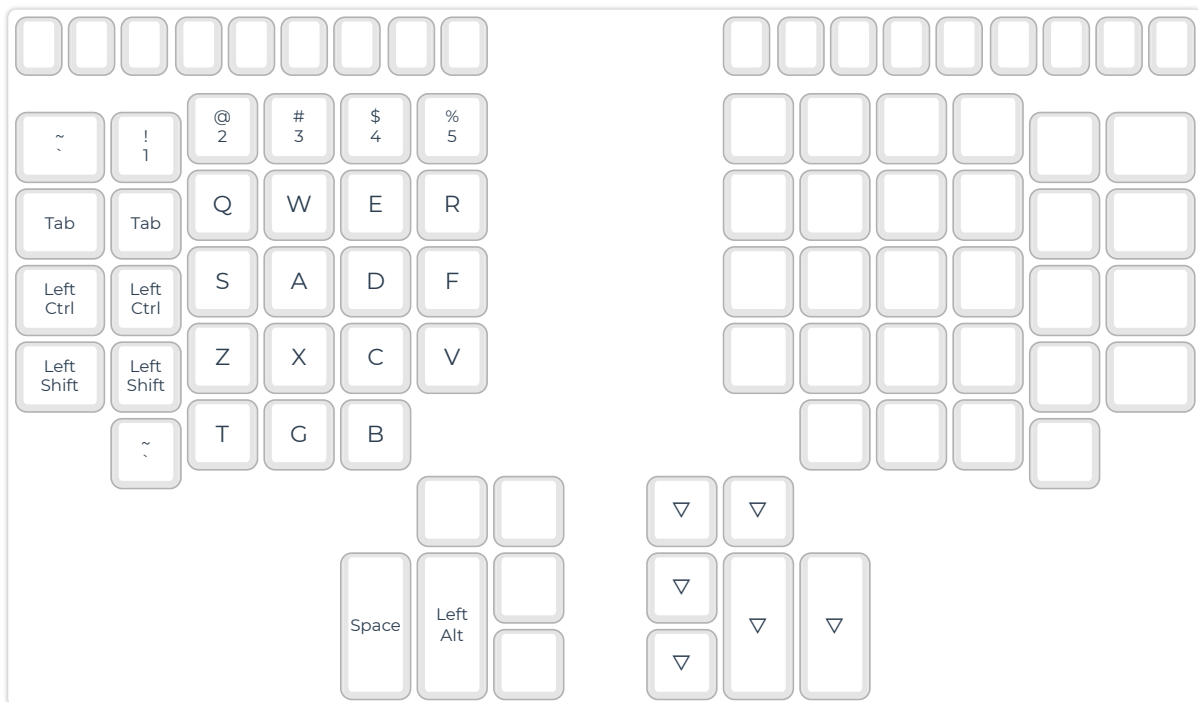 @ # $ %
2 3 4 5
~ !
` 1
Q W E R
Tab Tab
S A D F
Left Left
Ctrl Ctrl
Z X C V
Left Left
Shift Shift
T G B
~
`
▽ ▽
▽
Left
Space ▽ ▽
Alt
▽